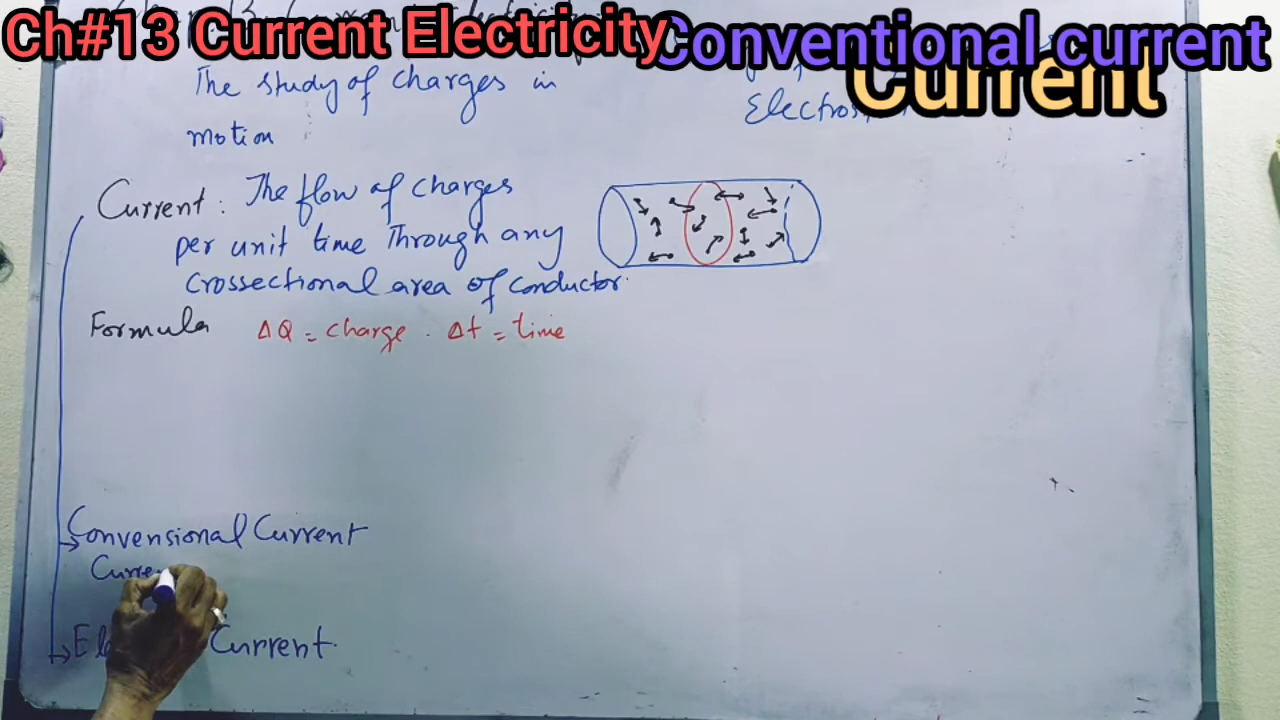 Ch#13 Current Electricity
Conventional current
Current
The study of charges in
motion
Current : The flow of charges
per unit time Through any
crossectional area of conductor.
Formula ΔQ = charge . Δt = time
Convensional Current
Curre
Current.